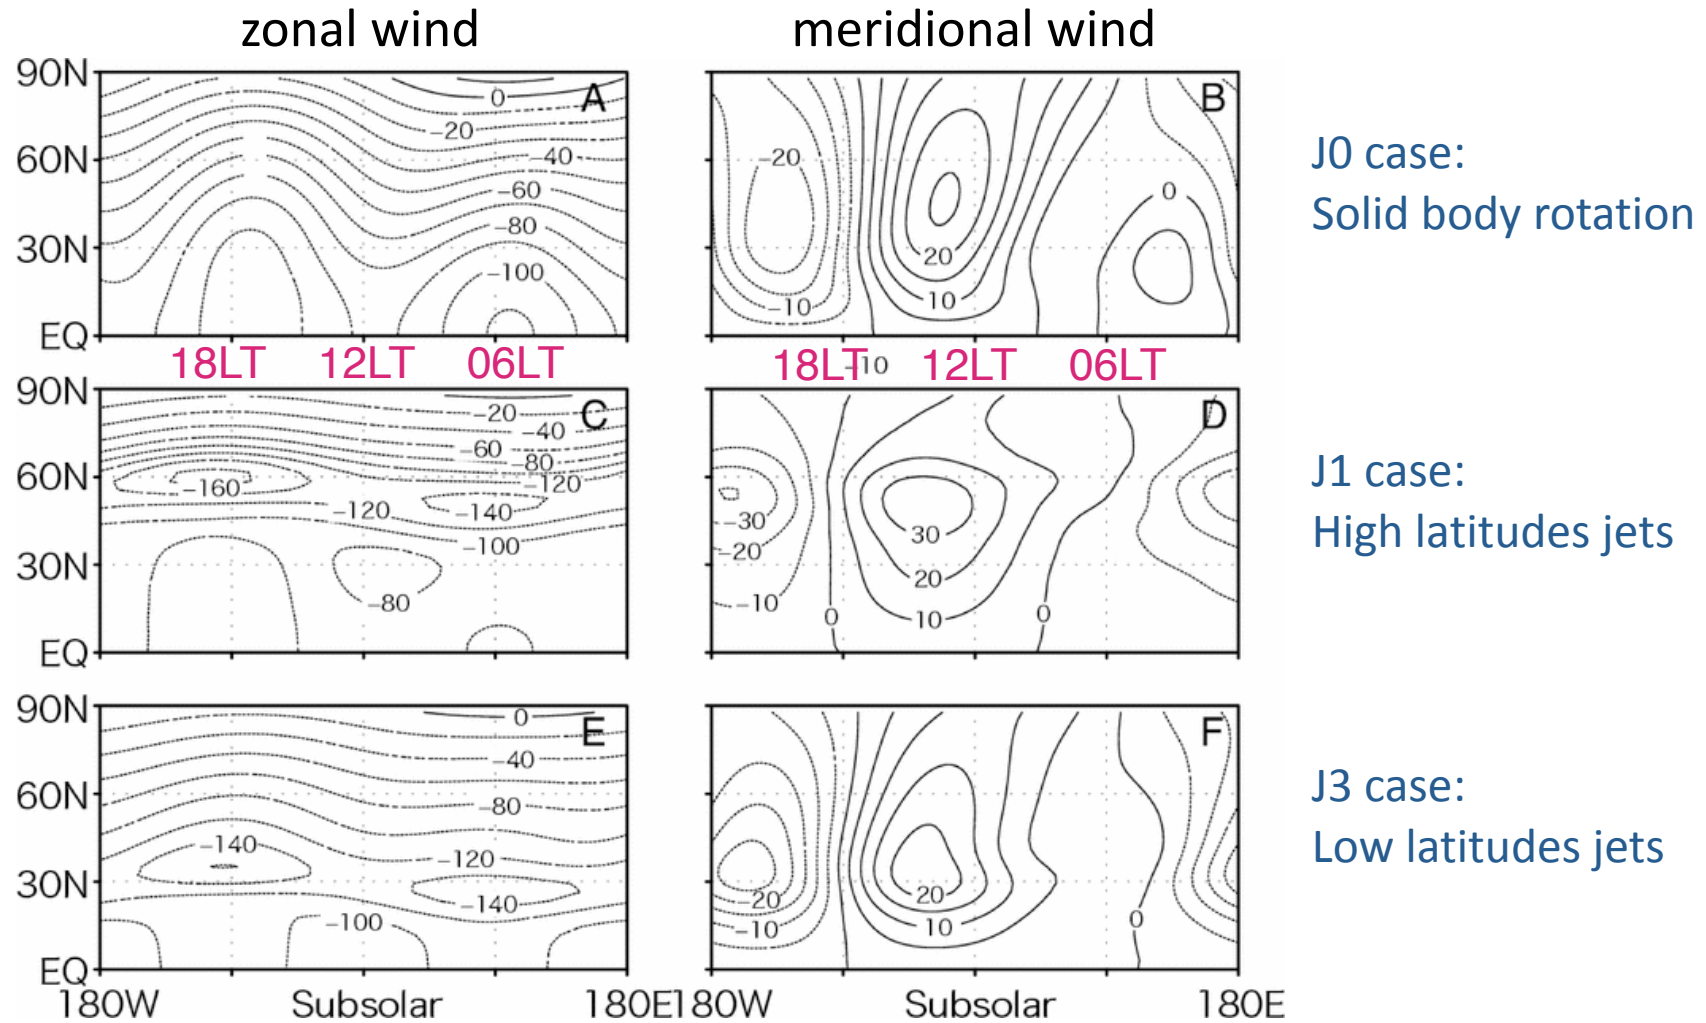 zonal wind
meridional wind
90N
60N
30N
EQ
A
0
−20
−40
−60
−80
−100
B
−20
−10
20
10
0
J0 case:
Solid body rotation
18LT 12LT 06LT
18LT 12LT 06LT
−10
90N
60N
30N
EQ
C
−20
−40
−60
−80
−120
−160
−120
−140
−100
−80
D
−30
−20
−10
0
30
20
10
0
J1 case:
High latitudes jets
90N
60N
30N
EQ
E
0
−40
−80
−140
−120
−140
−100
F
−20
−10
20
10
0
J3 case:
Low latitudes jets
180W Subsolar 180E
180W Subsolar 180E